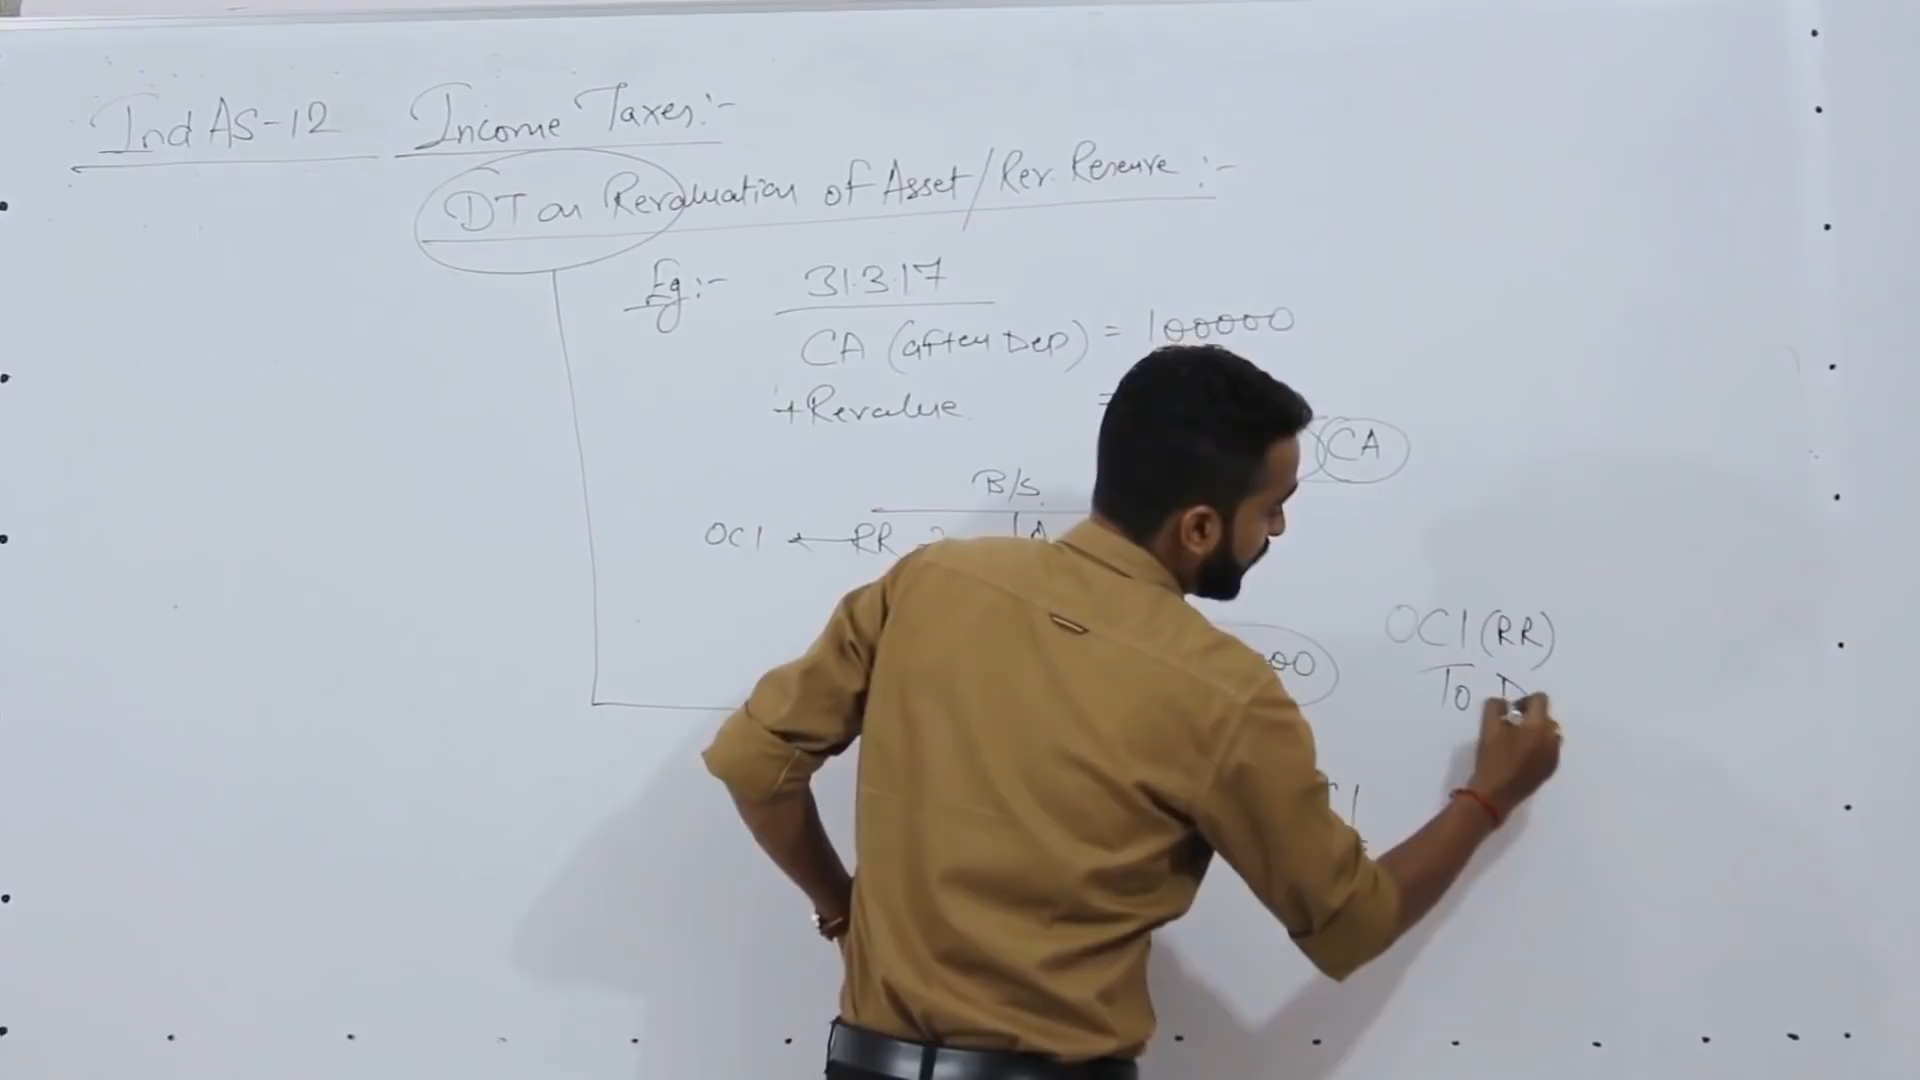 Ind AS-12 Income Taxes:-
DT on Revaluation of Asset/Rev. Reserve :-
Eg:- 31.3.17
CA (after Dep) = 100000
+Revalue =
CA
B/S
OCI ← RR
A
00
OCI (RR)
To D